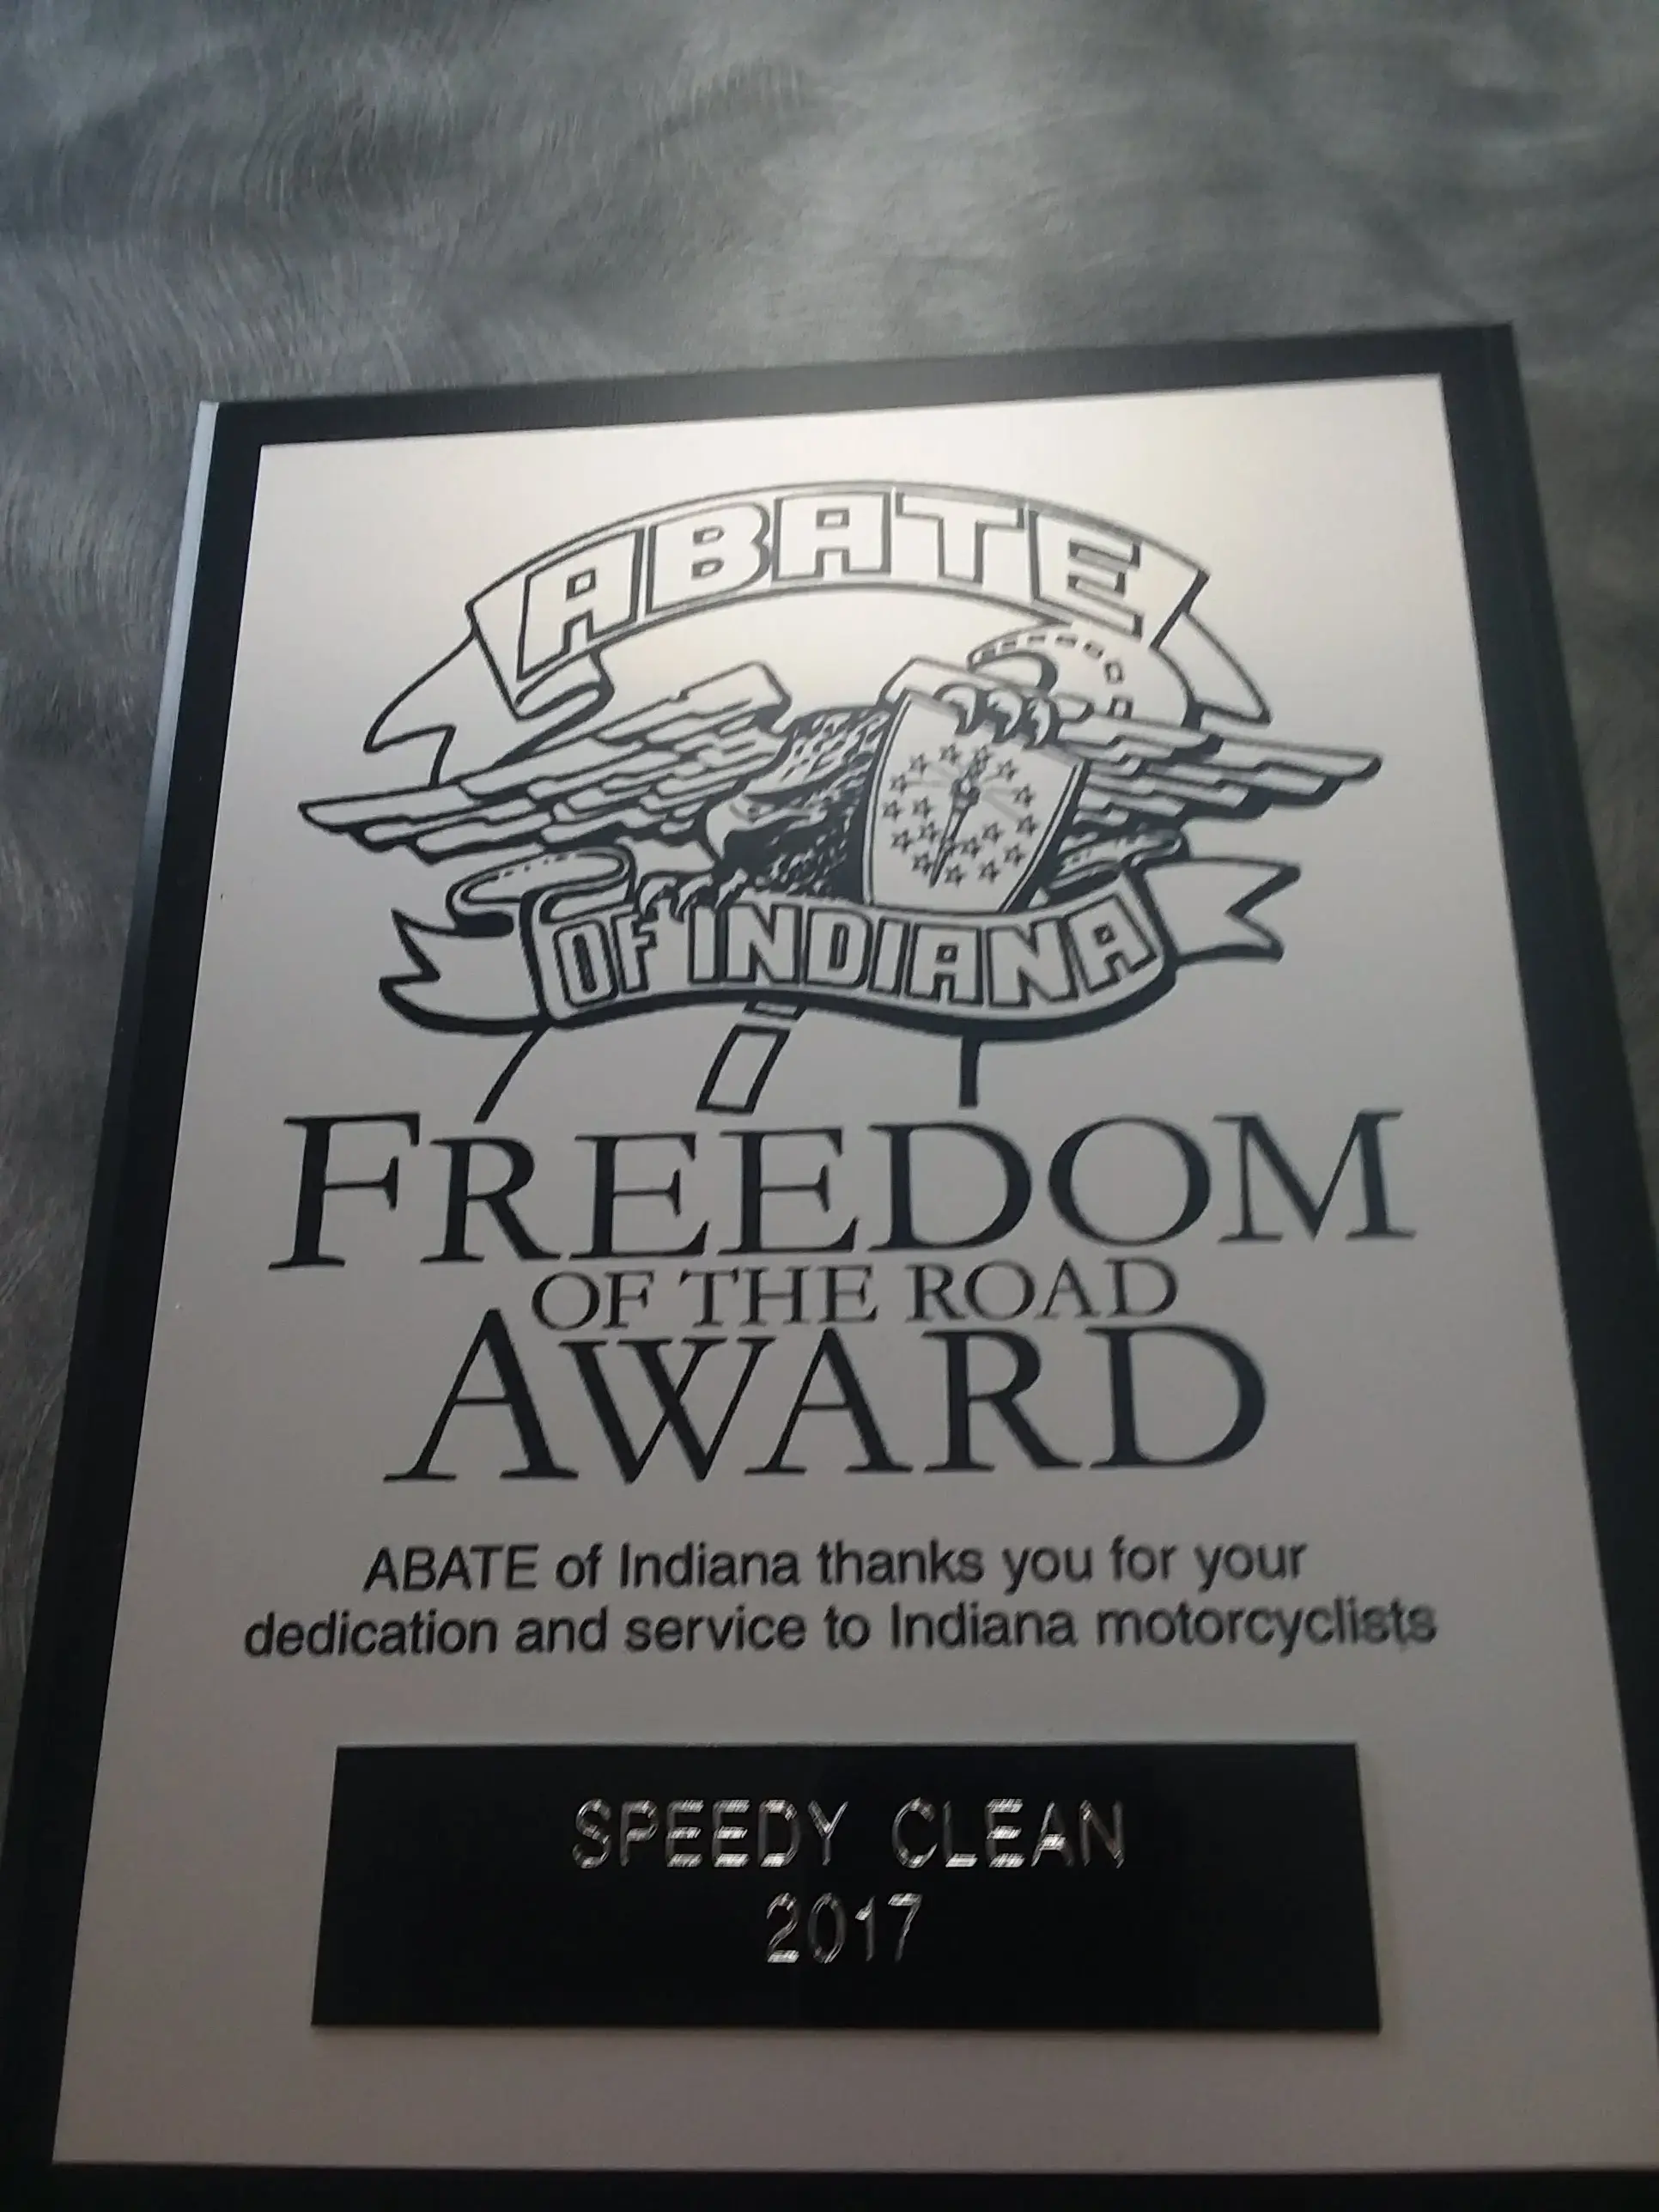 ABATE
OF INDIANA
FREEDOM
OF THE ROAD
AWARD
ABATE of Indiana thanks you for your
dedication and service to Indiana motorcyclists
SPEEDY CLEAN
2017